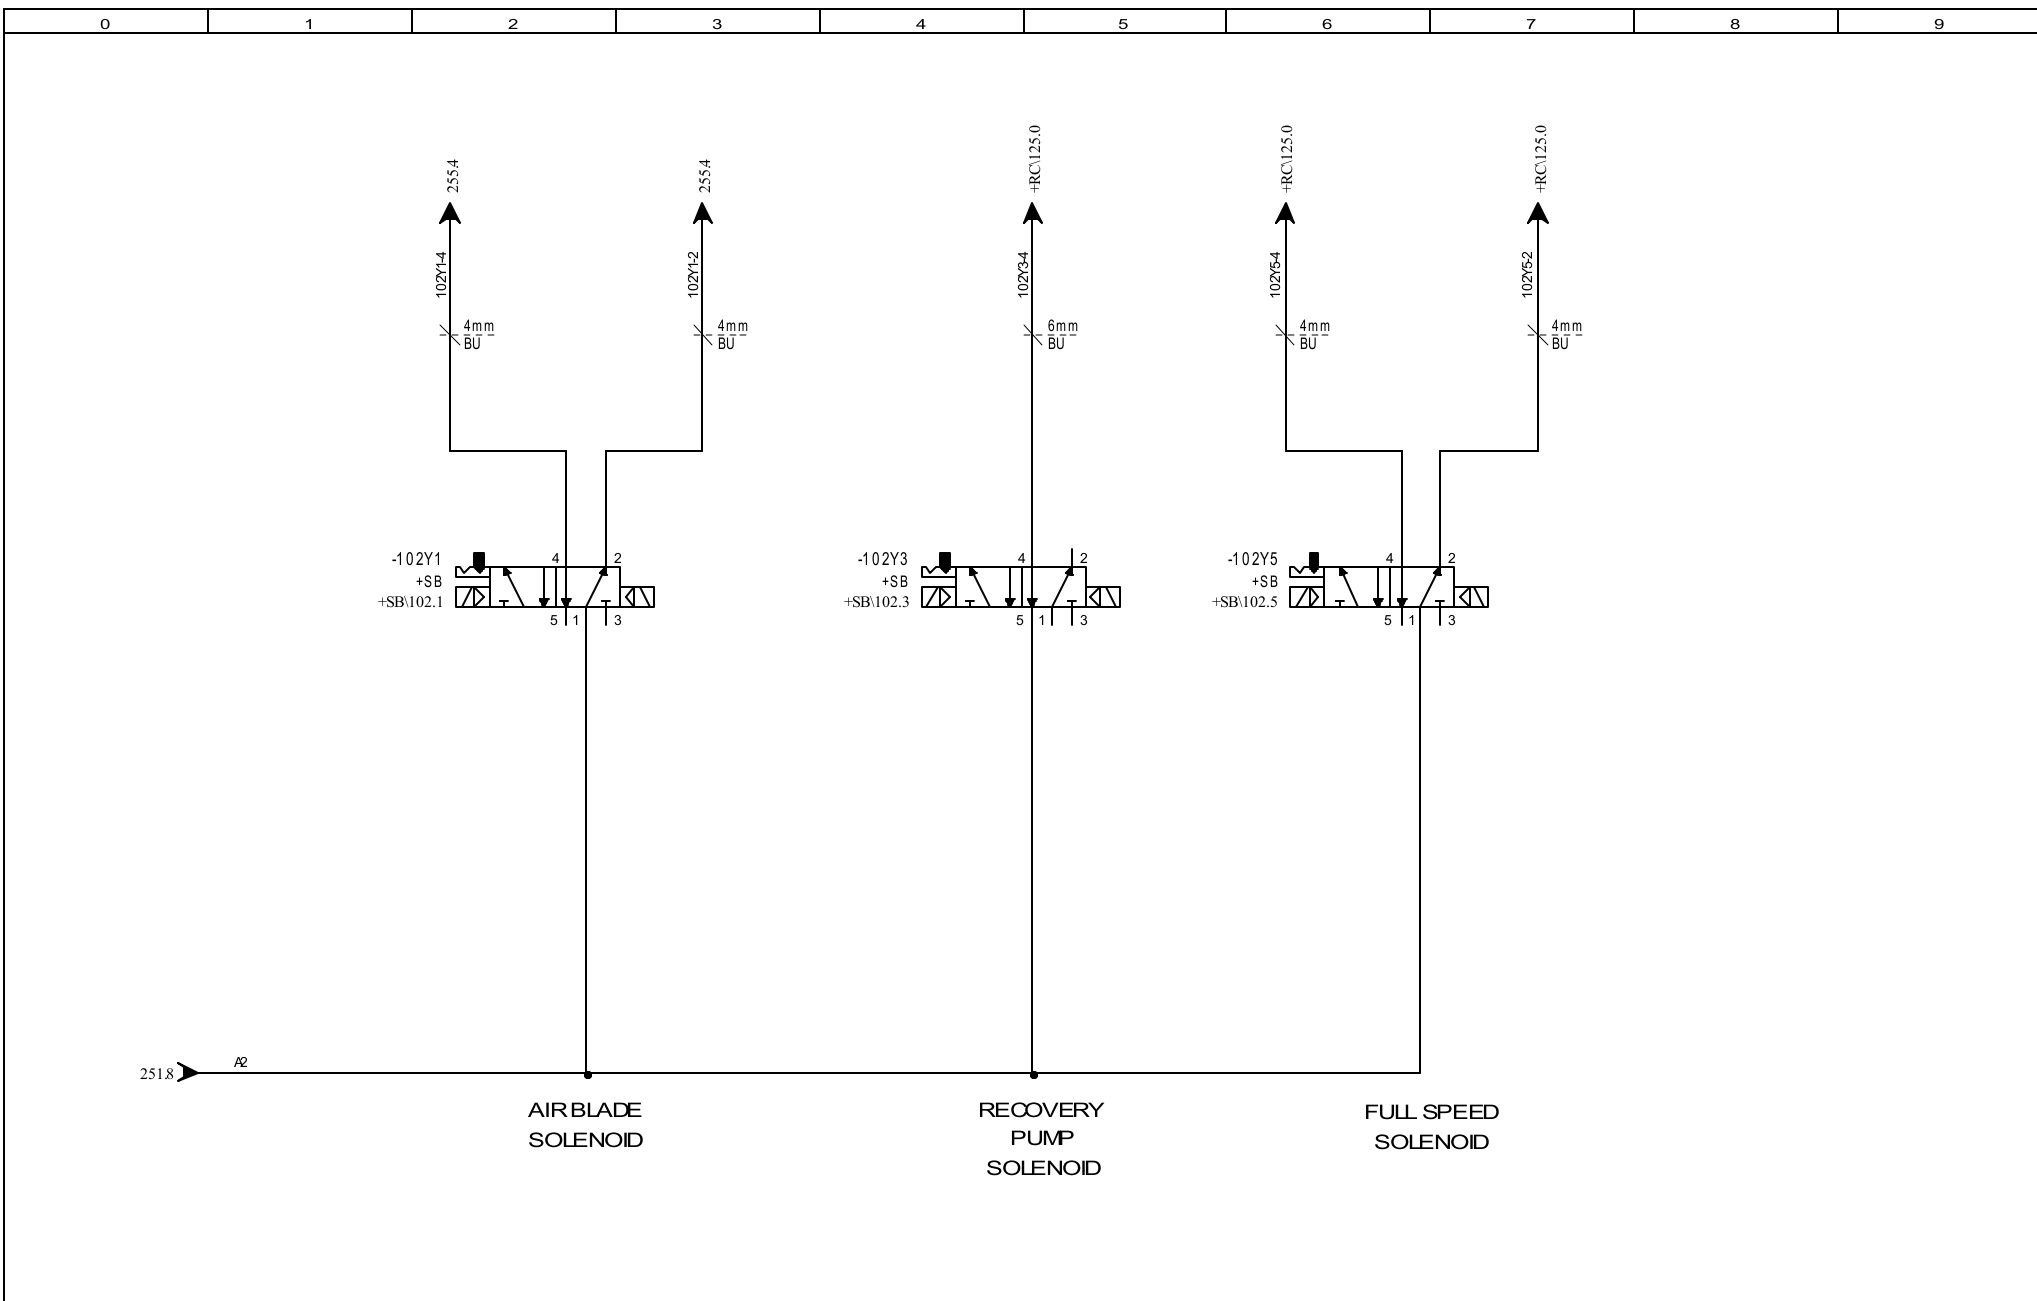 0 1 2 3 4 5 6 7 8 9
255.4 255.4 +RC\125.0 +RC\125.0 +RC\125.0
102Y1-4 102Y1-2 102Y3-4 102Y5-4 102Y5-2
4mm 4mm 6mm 4mm 4mm
BU BU BU BU BU
-102Y1 4 2 -102Y3 4 2 -102Y5 4 2
+SB +SB +SB
+SB\102.1 +SB\102.3 +SB\102.5
5 1 3 5 1 3 5 1 3
A2
251.8
AIR BLADE
SOLENOID
RECOVERY
PUMP
SOLENOID
FULL SPEED
SOLENOID